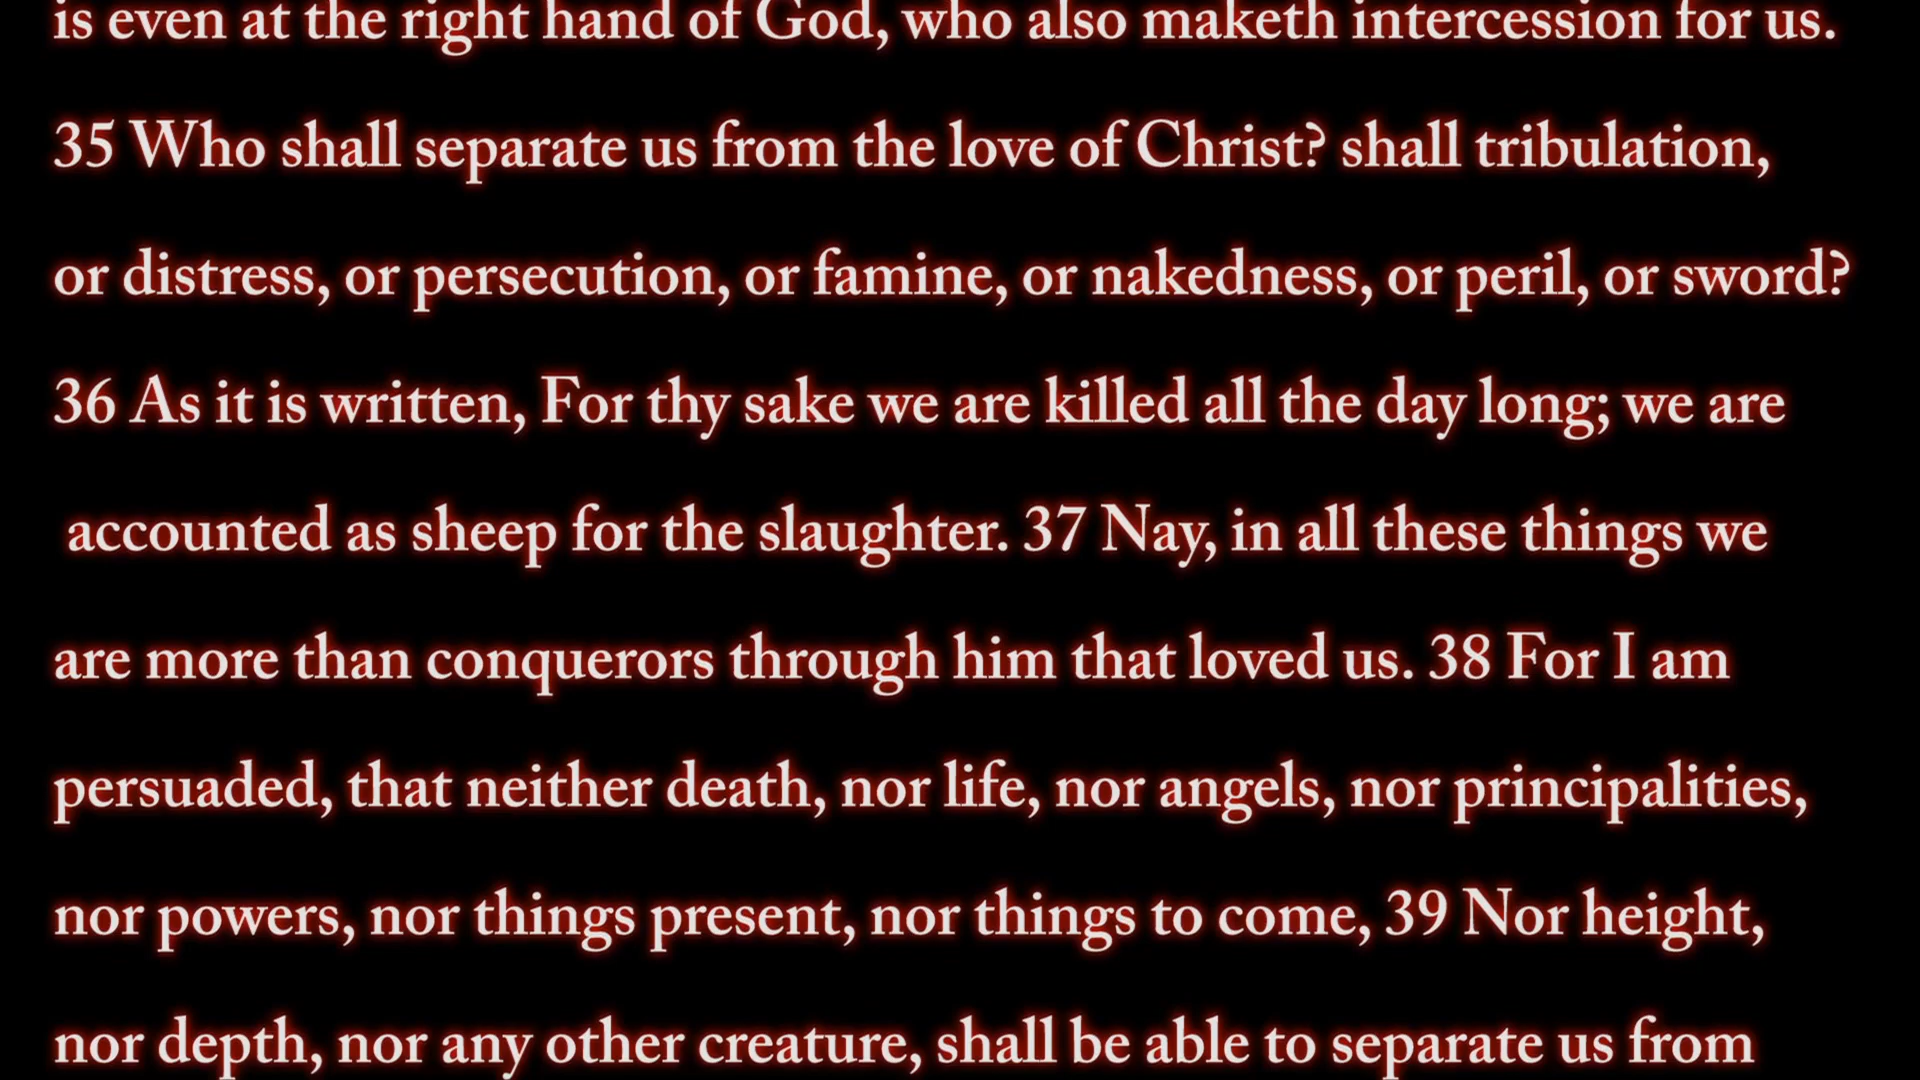 is even at the right hand of God, who also maketh intercession for us.
35 Who shall separate us from the love of Christ? shall tribulation,
or distress, or persecution, or famine, or nakedness, or peril, or sword?
36 As it is written, For thy sake we are killed all the day long; we are
accounted as sheep for the slaughter. 37 Nay, in all these things we
are more than conquerors through him that loved us. 38 For I am
persuaded, that neither death, nor life, nor angels, nor principalities,
nor powers, nor things present, nor things to come, 39 Nor height,
nor depth, nor any other creature, shall be able to separate us from